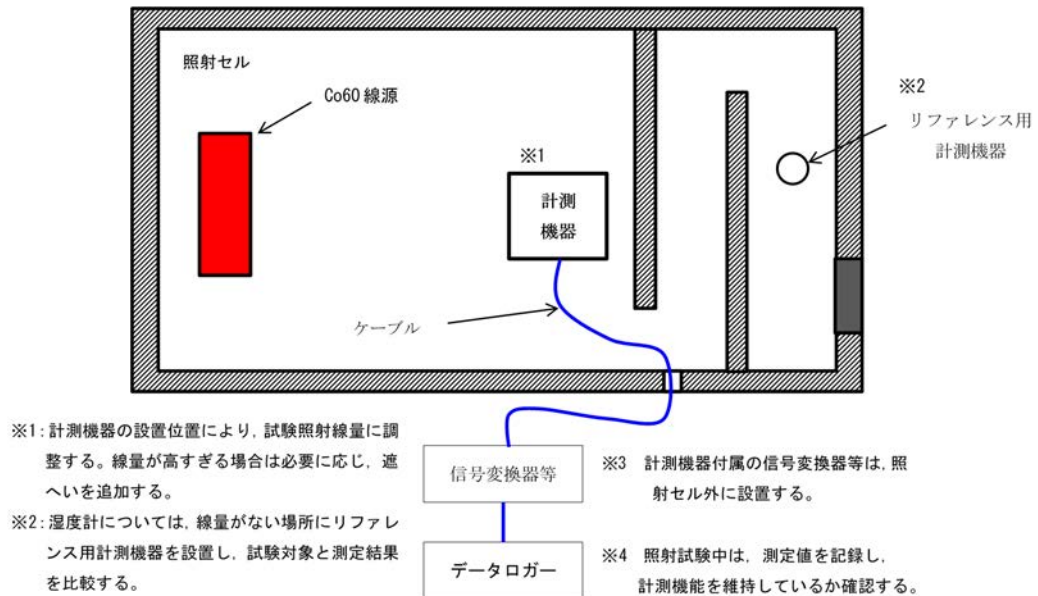 照射セル
Co60 線源
※1
計測
機器
※2
リファレンス用
計測機器
ケーブル
※1:計測機器の設置位置により,試験照射線量に調
整する。線量が高すぎる場合は必要に応じ,遮
へいを追加する。
※2:湿度計については,線量がない場所にリファレ
ンス用計測機器を設置し,試験対象と測定結果
を比較する。
信号変換器等
※3 計測機器付属の信号変換器等は,照
射セル外に設置する。
データロガー
※4 照射試験中は,測定値を記録し,
計測機能を維持しているか確認する。